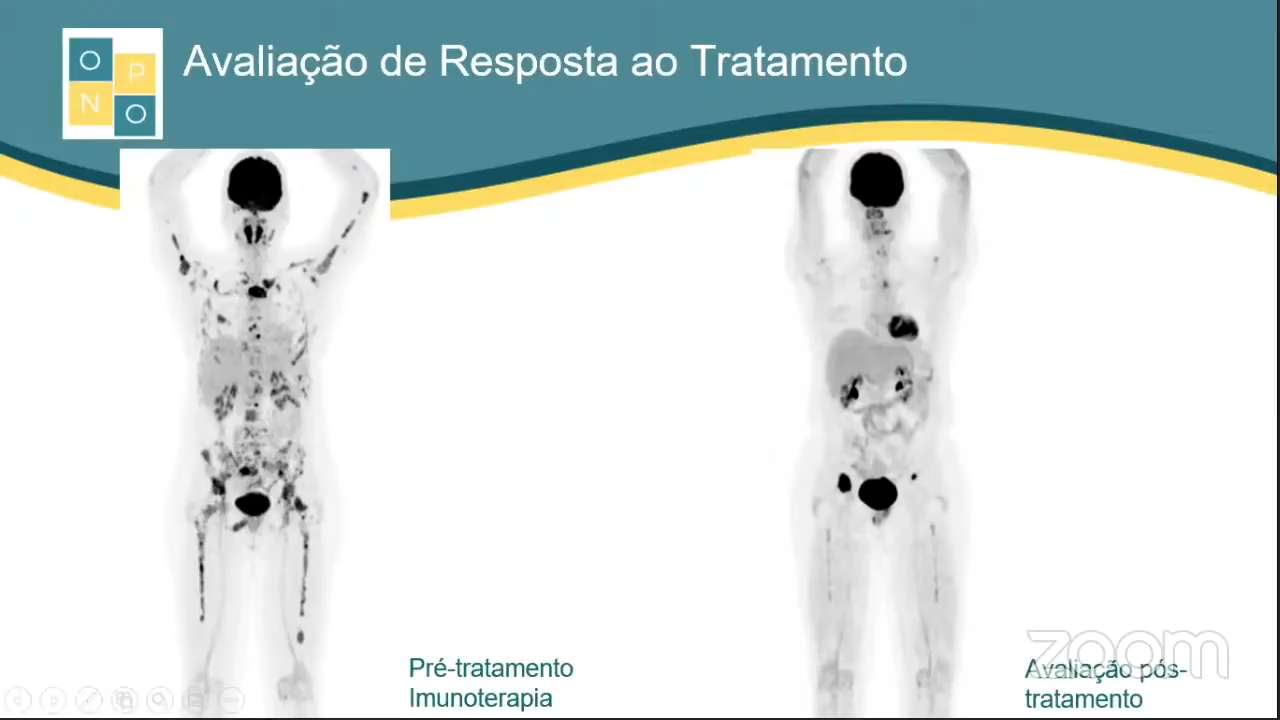 O
P
N
O
Avaliação de Resposta ao Tratamento
Pré-tratamento
Imunoterapia
Avaliação pós-
tratamento
zoom